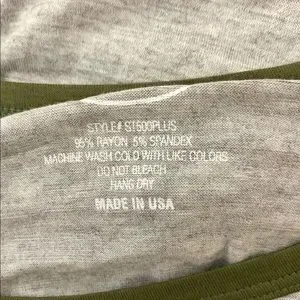 STYLE# ST500PLUS
95% RAYON 5% SPANDEX
MACHINE WASH COLD WITH LIKE COLORS
DO NOT BLEACH
HANG DRY
MADE IN USA